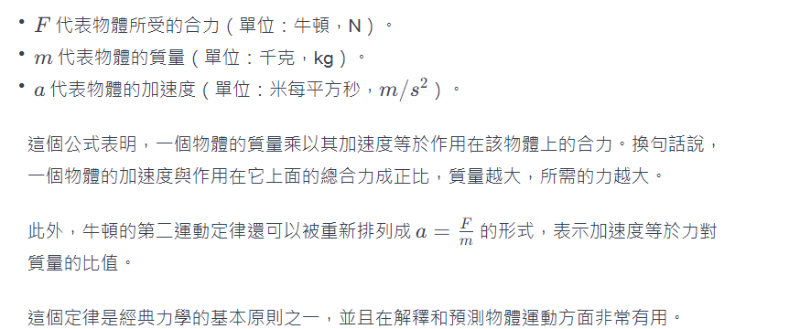 • F 代表物體所受的合力（單位：牛頓，N）。
• m 代表物體的質量（單位：千克，kg）。
• a 代表物體的加速度（單位：米每平方秒，m/s²）。
這個公式表明，一個物體的質量乘以其加速度等於作用在該物體上的合力。換句話說，
一個物體的加速度與作用在它上面的總合力成正比，質量越大，所需的力越大。
此外，牛頓的第二運動定律還可以被重新排列成 a = F/m 的形式，表示加速度等於力對
質量的比值。
這個定律是經典力學的基本原則之一，並且在解釋和預測物體運動方面非常有用。